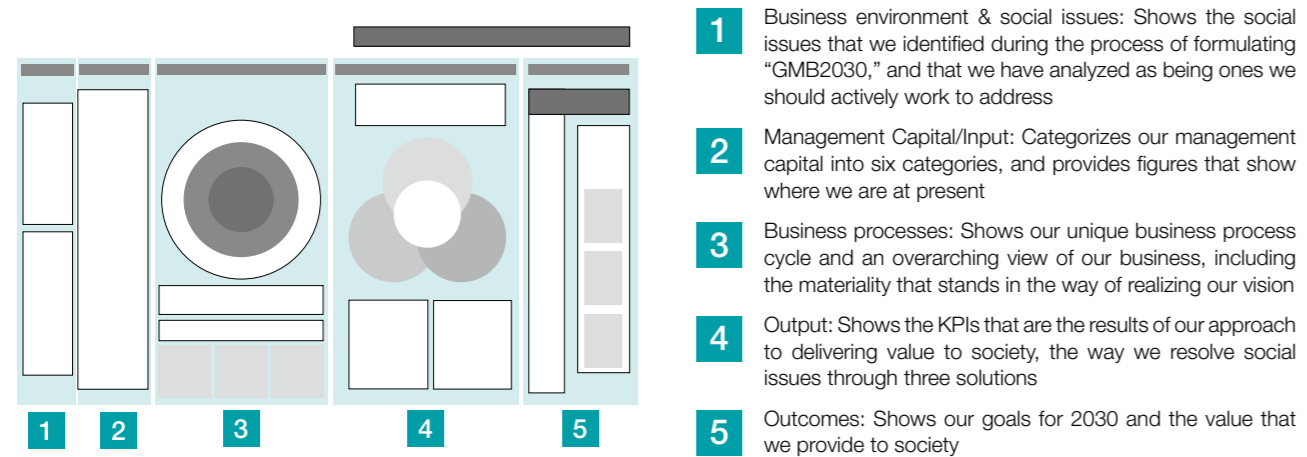 1
2
3
4
5
1
Business environment & social issues: Shows the social
issues that we identified during the process of formulating
“GMB2030,” and that we have analyzed as being ones we
should actively work to address
2
Management Capital/Input: Categorizes our management
capital into six categories, and provides figures that show
where we are at present
3
Business processes: Shows our unique business process
cycle and an overarching view of our business, including
the materiality that stands in the way of realizing our vision
4
Output: Shows the KPIs that are the results of our approach
to delivering value to society, the way we resolve social
issues through three solutions
5
Outcomes: Shows our goals for 2030 and the value that
we provide to society